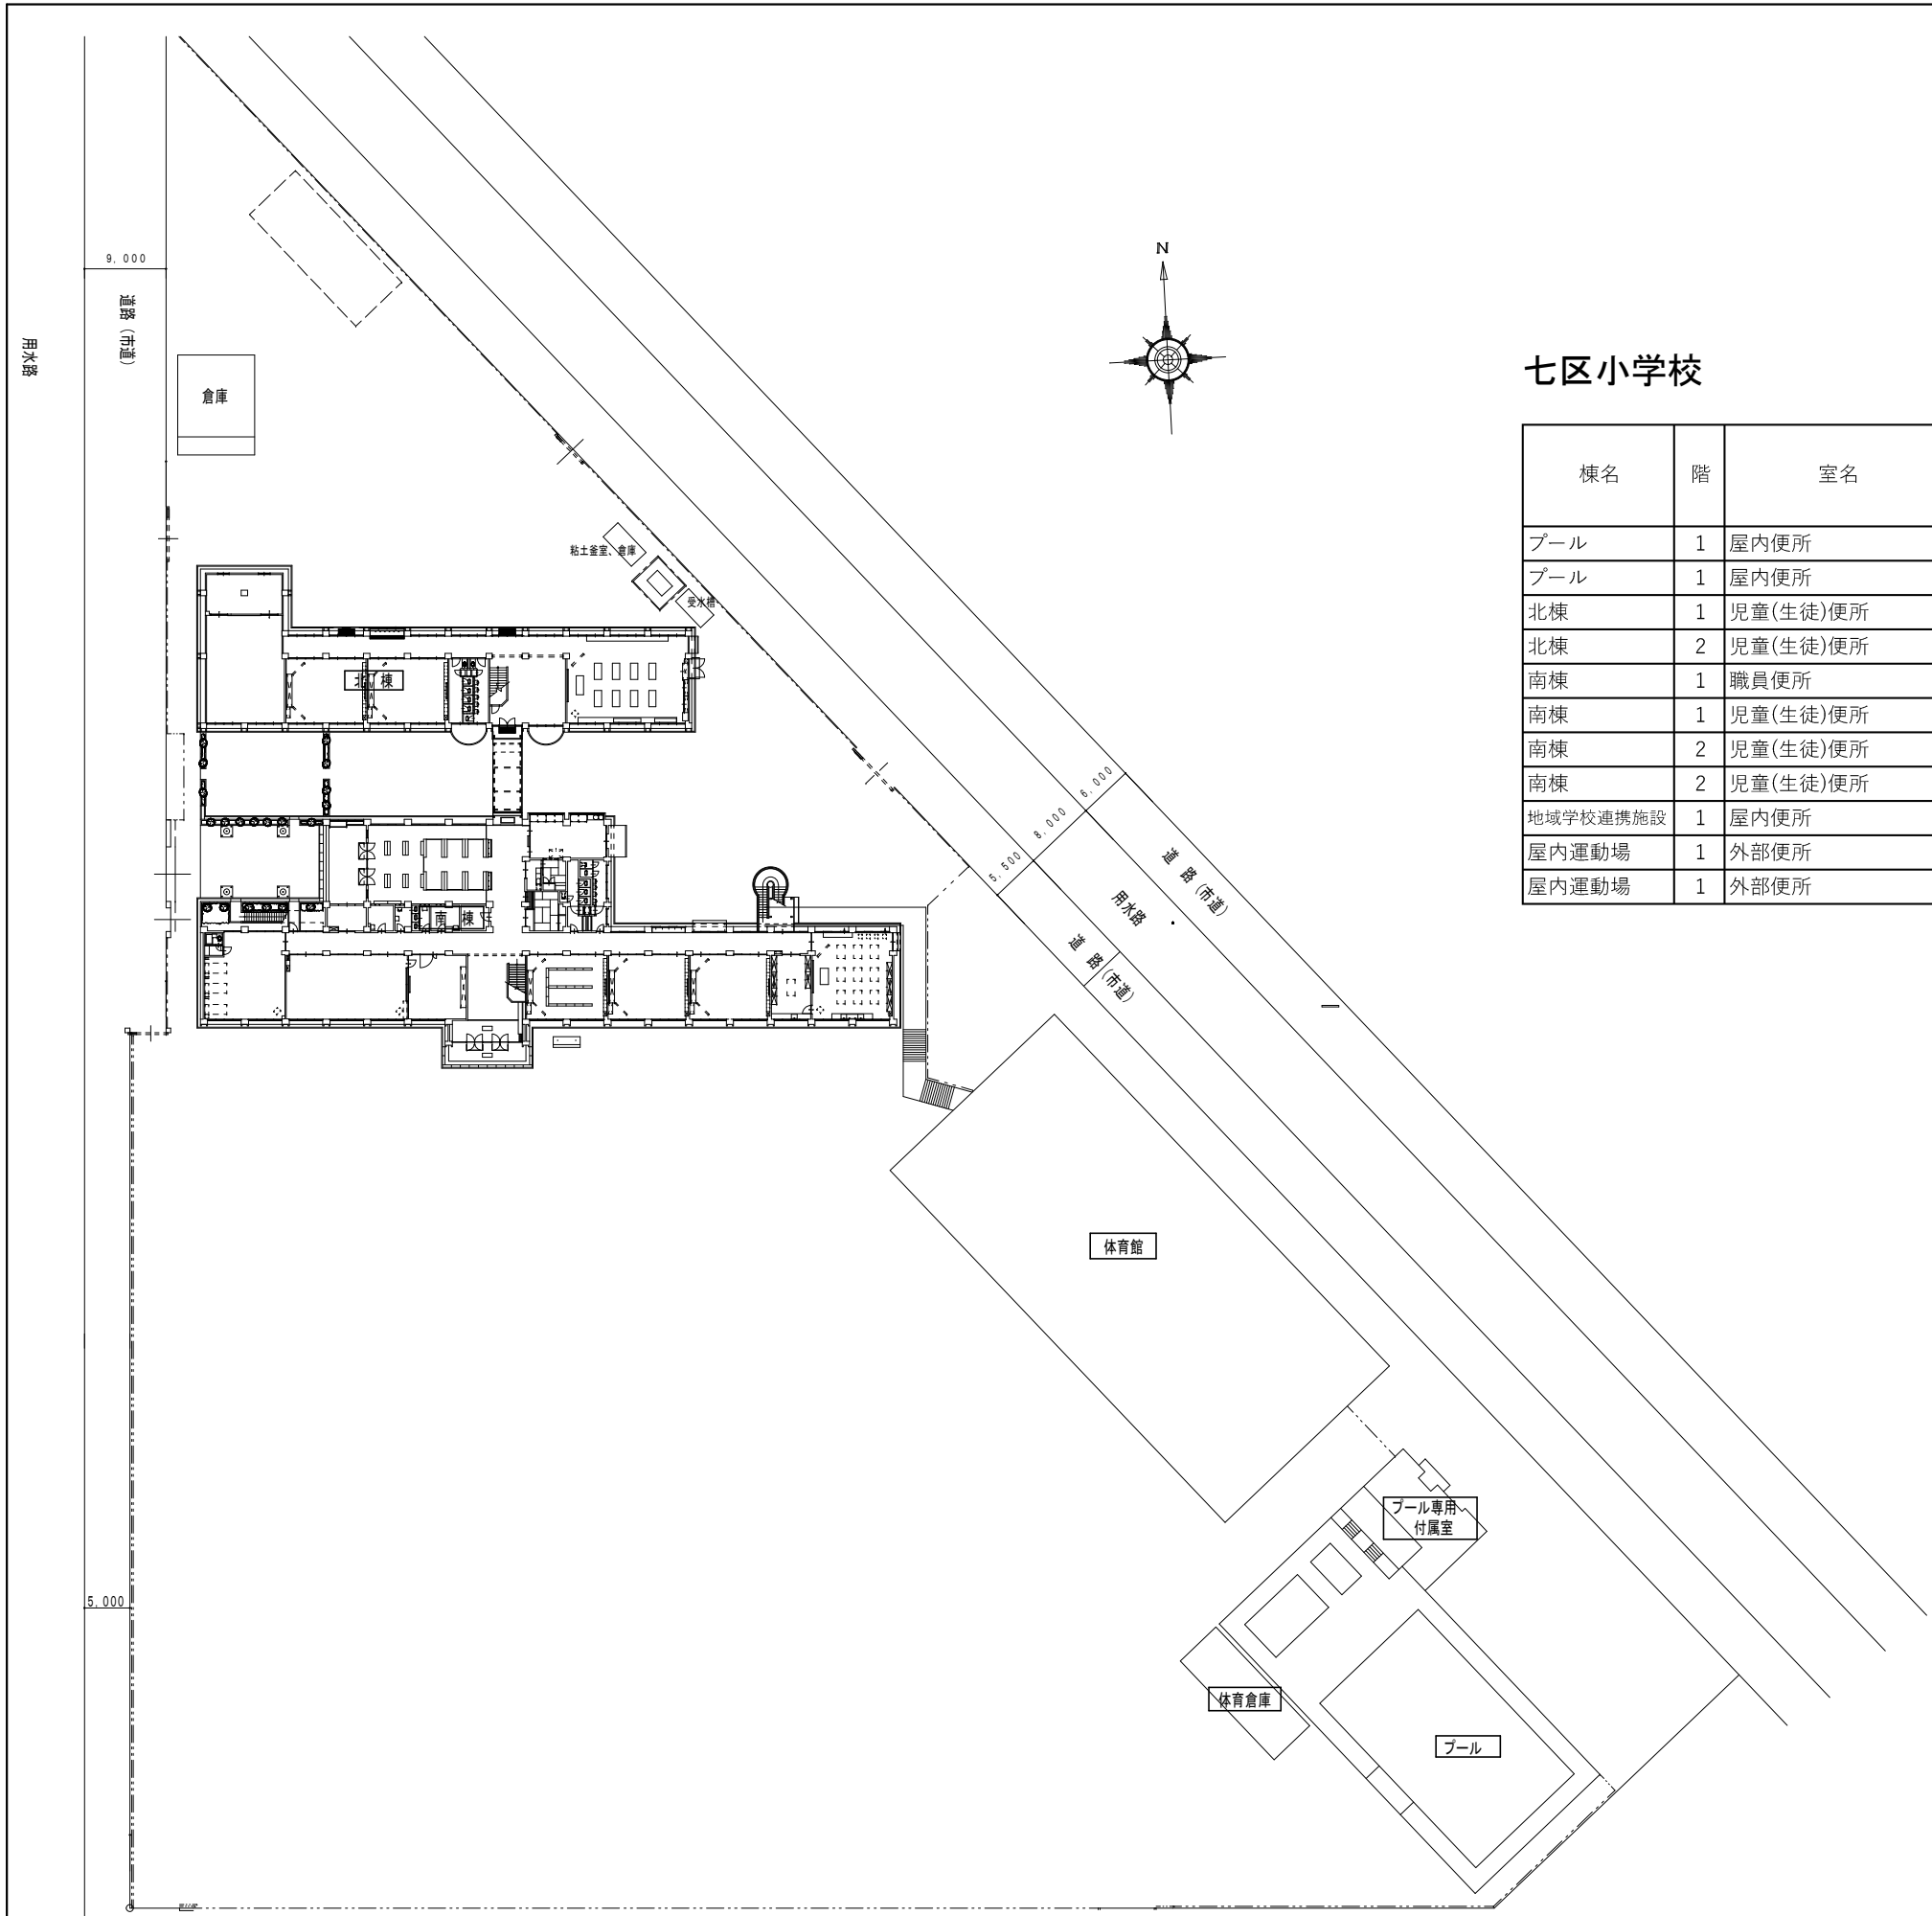 N
9,000
道路（市道）
用水路
倉庫
七区小学校
棟名 階 室名
プール 1 屋内便所
プール 1 屋内便所
北棟 1 児童(生徒)便所
北棟 2 児童(生徒)便所
南棟 1 職員便所
南棟 1 児童(生徒)便所
南棟 2 児童(生徒)便所
南棟 2 児童(生徒)便所
地域学校連携施設 1 屋内便所
屋内運動場 1 外部便所
屋内運動場 1 外部便所
粘土釜室、倉庫
受水槽
北棟
6,000
8,000
5,500
道路（市道）
用水路
道路（市道）
南棟
体育館
プール専用
付属室
5,000
体育倉庫
プール